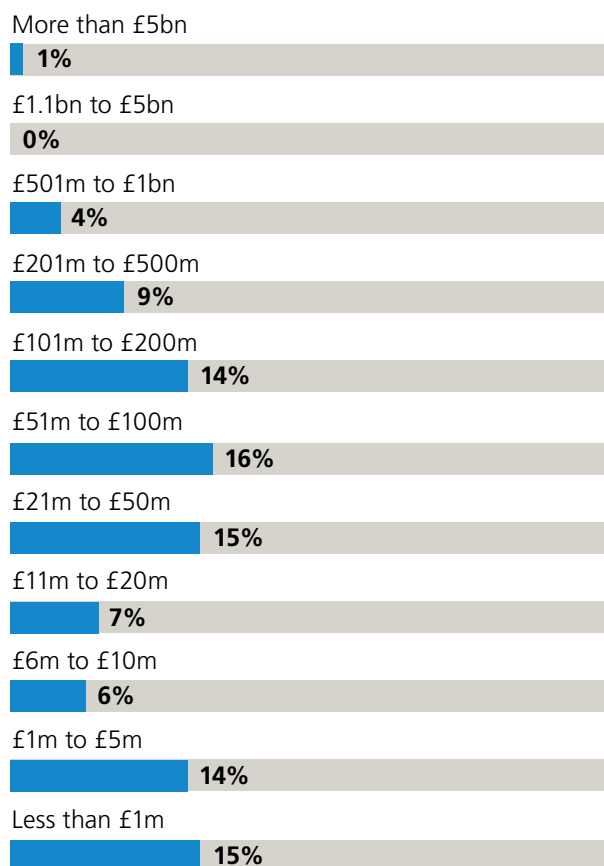 More than £5bn
1%
£1.1bn to £5bn
0%
£501m to £1bn
4%
£201m to £500m
9%
£101m to £200m
14%
£51m to £100m
16%
£21m to £50m
15%
£11m to £20m
7%
£6m to £10m
6%
£1m to £5m
14%
Less than £1m
15%